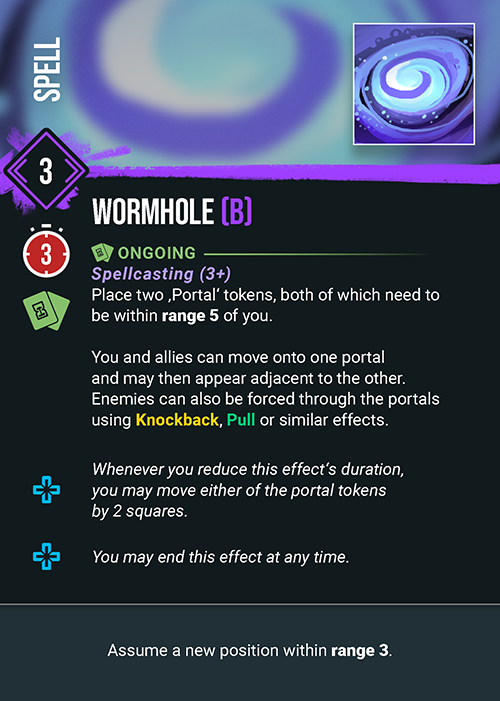 SPELL
3
WORMHOLE (B)
3
ONGOING
Spellcasting (3+)
Place two ‚Portal‘ tokens, both of which need to
be within range 5 of you.
You and allies can move onto one portal
and may then appear adjacent to the other.
Enemies can also be forced through the portals
using Knockback, Pull or similar effects.
Whenever you reduce this effect‘s duration,
you may move either of the portal tokens
by 2 squares.
You may end this effect at any time.
Assume a new position within range 3.